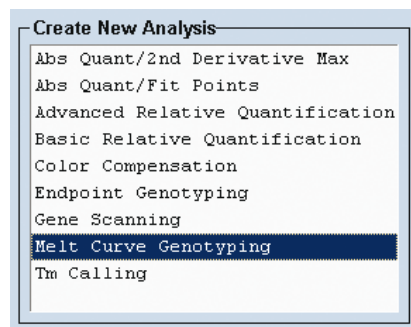 Create New Analysis
Abs Quant/2nd Derivative Max
Abs Quant/Fit Points
Advanced Relative Quantification
Basic Relative Quantification
Color Compensation
Endpoint Genotyping
Gene Scanning
Melt Curve Genotyping
Tm Calling